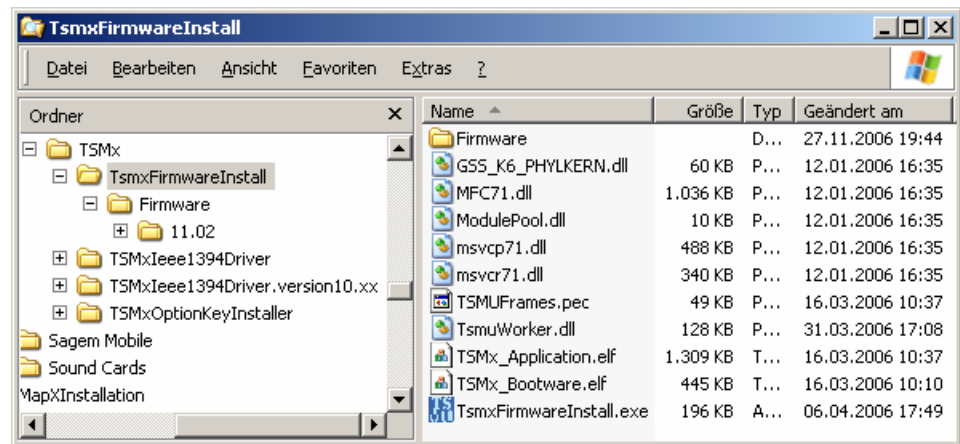 TsmxFirmwareInstall
Datei Bearbeiten Ansicht Favoriten Extras ?
Ordner
TSMx
TsmxFirmwareInstall
Firmware
11.02
TSMxIeee1394Driver
TSMxIeee1394Driver.version10.xx
TSMxOptionKeyInstaller
Sagem Mobile
Sound Cards
MapXInstallation
Name Größe Typ Geändert am
Firmware D... 27.11.2006 19:44
GSS_K6_PHYLKERN.dll 60 KB P... 12.01.2006 16:35
MFC71.dll 1.036 KB P... 12.01.2006 16:35
ModulePool.dll 10 KB P... 12.01.2006 16:35
msvcp71.dll 488 KB P... 12.01.2006 16:35
msvcr71.dll 340 KB P... 12.01.2006 16:35
TSMUFrames.pec 49 KB P... 16.03.2006 10:37
TsmuWorker.dll 128 KB P... 31.03.2006 17:08
TSMx_Application.elf 1.309 KB T... 16.03.2006 10:37
TSMx_Bootware.elf 445 KB T... 16.03.2006 10:10
TsmxFirmwareInstall.exe 196 KB A... 06.04.2006 17:49